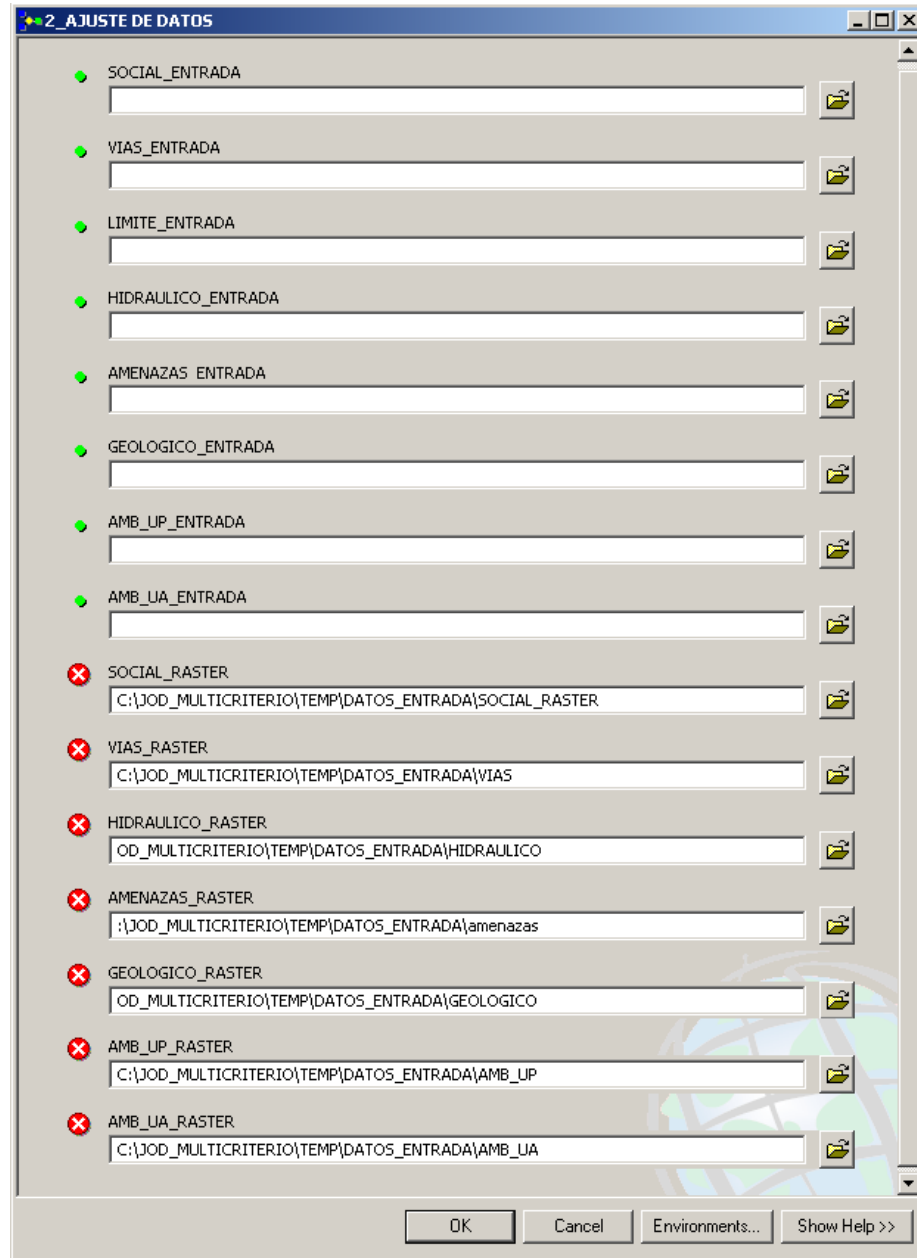 2_AJUSTE DE DATOS
SOCIAL_ENTRADA
VIAS_ENTRADA
LIMITE_ENTRADA
HIDRAULICO_ENTRADA
AMENAZAS ENTRADA
GEOLOGICO_ENTRADA
AMB_UP_ENTRADA
AMB_UA_ENTRADA
SOCIAL_RASTER
C:\JOD_MULTICRITERIO\TEMP\DATOS_ENTRADA\SOCIAL_RASTER
VIAS_RASTER
C:\JOD_MULTICRITERIO\TEMP\DATOS_ENTRADA\VIAS
HIDRAULICO_RASTER
OD_MULTICRITERIO\TEMP\DATOS_ENTRADA\HIDRAULICO
AMENAZAS_RASTER
:\JOD_MULTICRITERIO\TEMP\DATOS_ENTRADA\amenazas
GEOLOGICO_RASTER
OD_MULTICRITERIO\TEMP\DATOS_ENTRADA\GEOLOGICO
AMB_UP_RASTER
C:\JOD_MULTICRITERIO\TEMP\DATOS_ENTRADA\AMB_UP
AMB_UA_RASTER
C:\JOD_MULTICRITERIO\TEMP\DATOS_ENTRADA\AMB_UA
OK Cancel Environments... Show Help >>